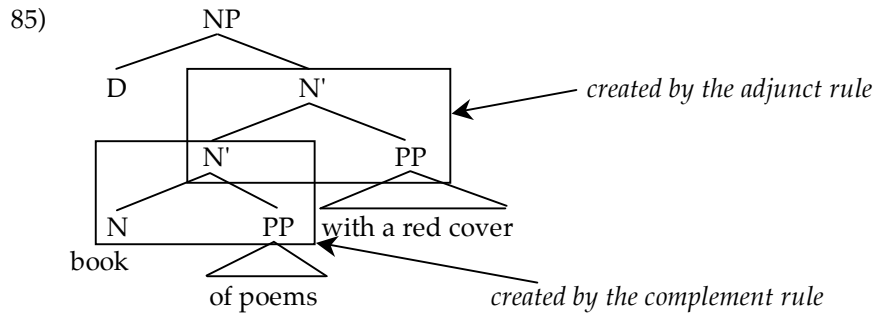 85) NP
D N' created by the adjunct rule
N' PP
N PP with a red cover
book
of poems created by the complement rule